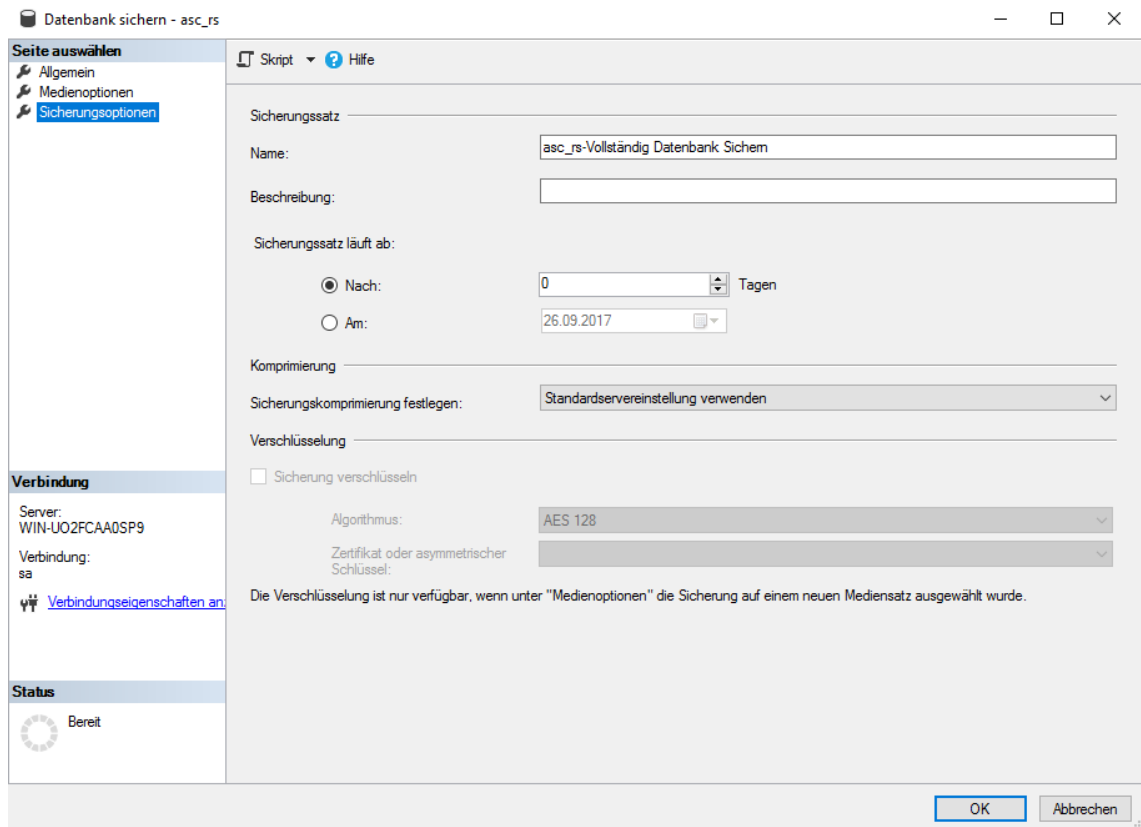 Datenbank sichern - asc_rs
Seite auswählen
Allgemein
Medienoptionen
Sicherungsoptionen
Skript
Hilfe
Sicherungssatz
Name:
asc_rs-Vollständig Datenbank Sichern
Beschreibung:
Sicherungssatz läuft ab:
Nach:
0
Tagen
Am:
26.09.2017
Komprimierung
Sicherungskomprimierung festlegen:
Standardservereinstellung verwenden
Verschlüsselung
Sicherung verschlüsseln
Algorithmus:
AES 128
Zertifikat oder asymmetrischer
Schlüssel:
Die Verschlüsselung ist nur verfügbar, wenn unter "Medienoptionen" die Sicherung auf einem neuen Mediensatz ausgewählt wurde.
Verbindung
Server:
WIN-UO2FCAA0SP9
Verbindung:
sa
Verbindungseigenschaften an
Status
Bereit
OK
Abbrechen